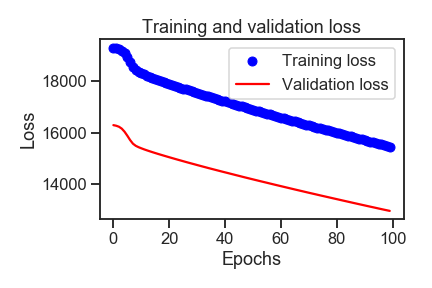 Training and validation loss
Training loss
Validation loss
Loss
18000
16000
14000
0 20 40 60 80 100
Epochs